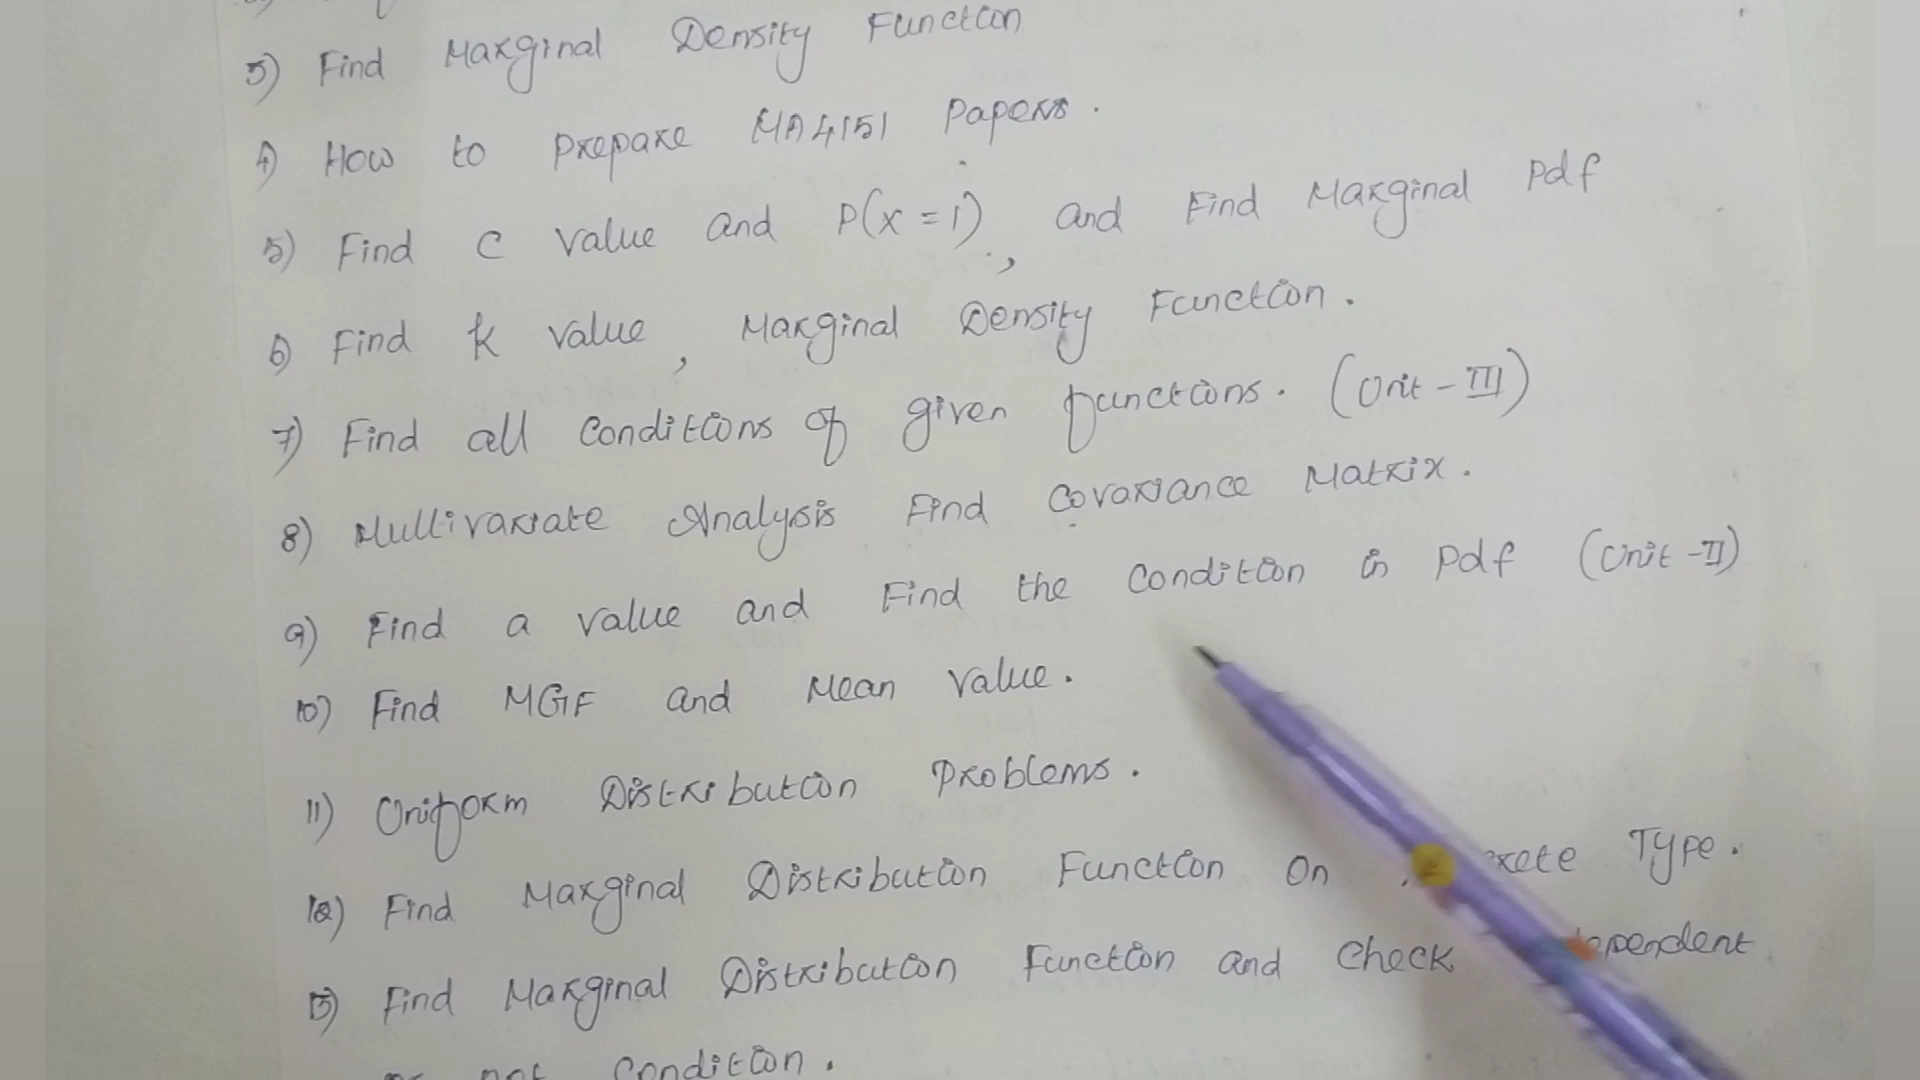 3) Find Marginal Density Function
4) How to prepare MA4151 Papers.
5) Find C value and P(x=1), and Find Marginal Pdf
6) Find k value, Marginal Density Function.
7) Find all Conditions of given functions. (Unit-III)
8) Multivariate Analysis Find Covariance Matrix.
9) Find a value and Find the Condition is Pdf (Unit-II)
10) Find MGF and Mean value.
11) Uniform Distribution Problems.
12) Find Marginal Distribution Function On Type.
13) Find Marginal Distribution Function and Check
or not Condition.